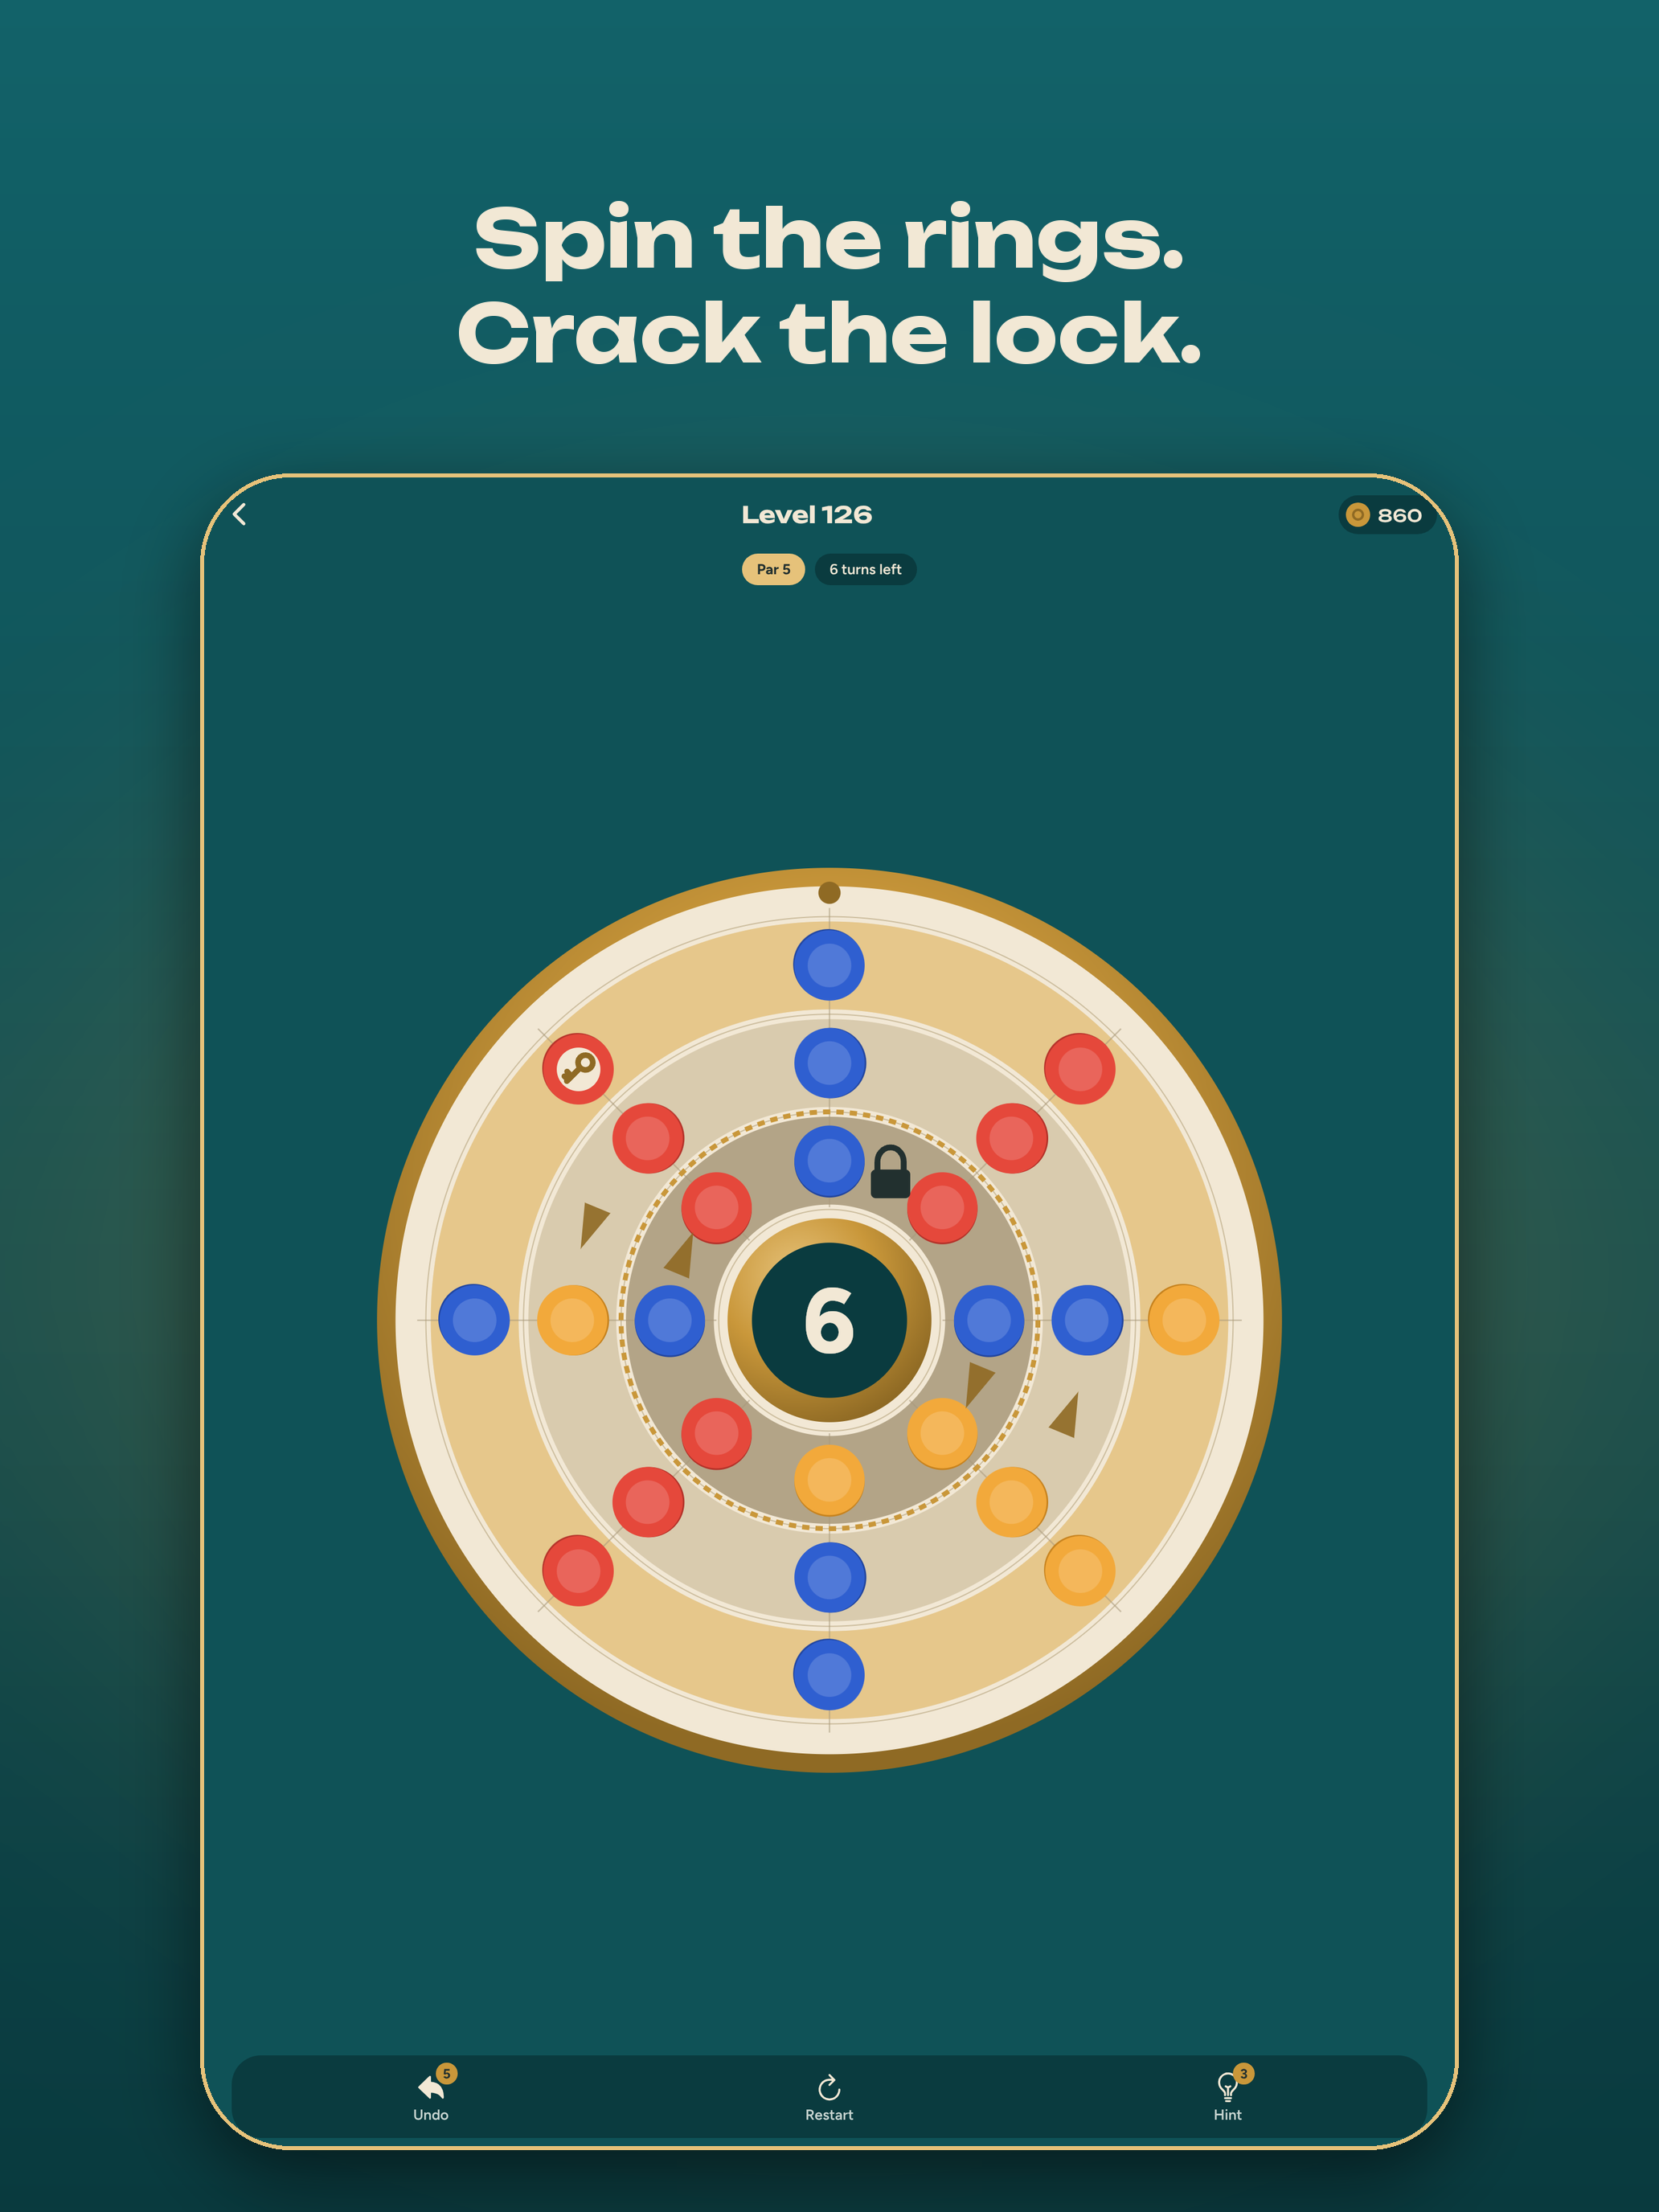 Spin the rings.
Crack the lock.
Level 126
860
Par 5
6 turns left
6
5
Undo
Restart
3
Hint